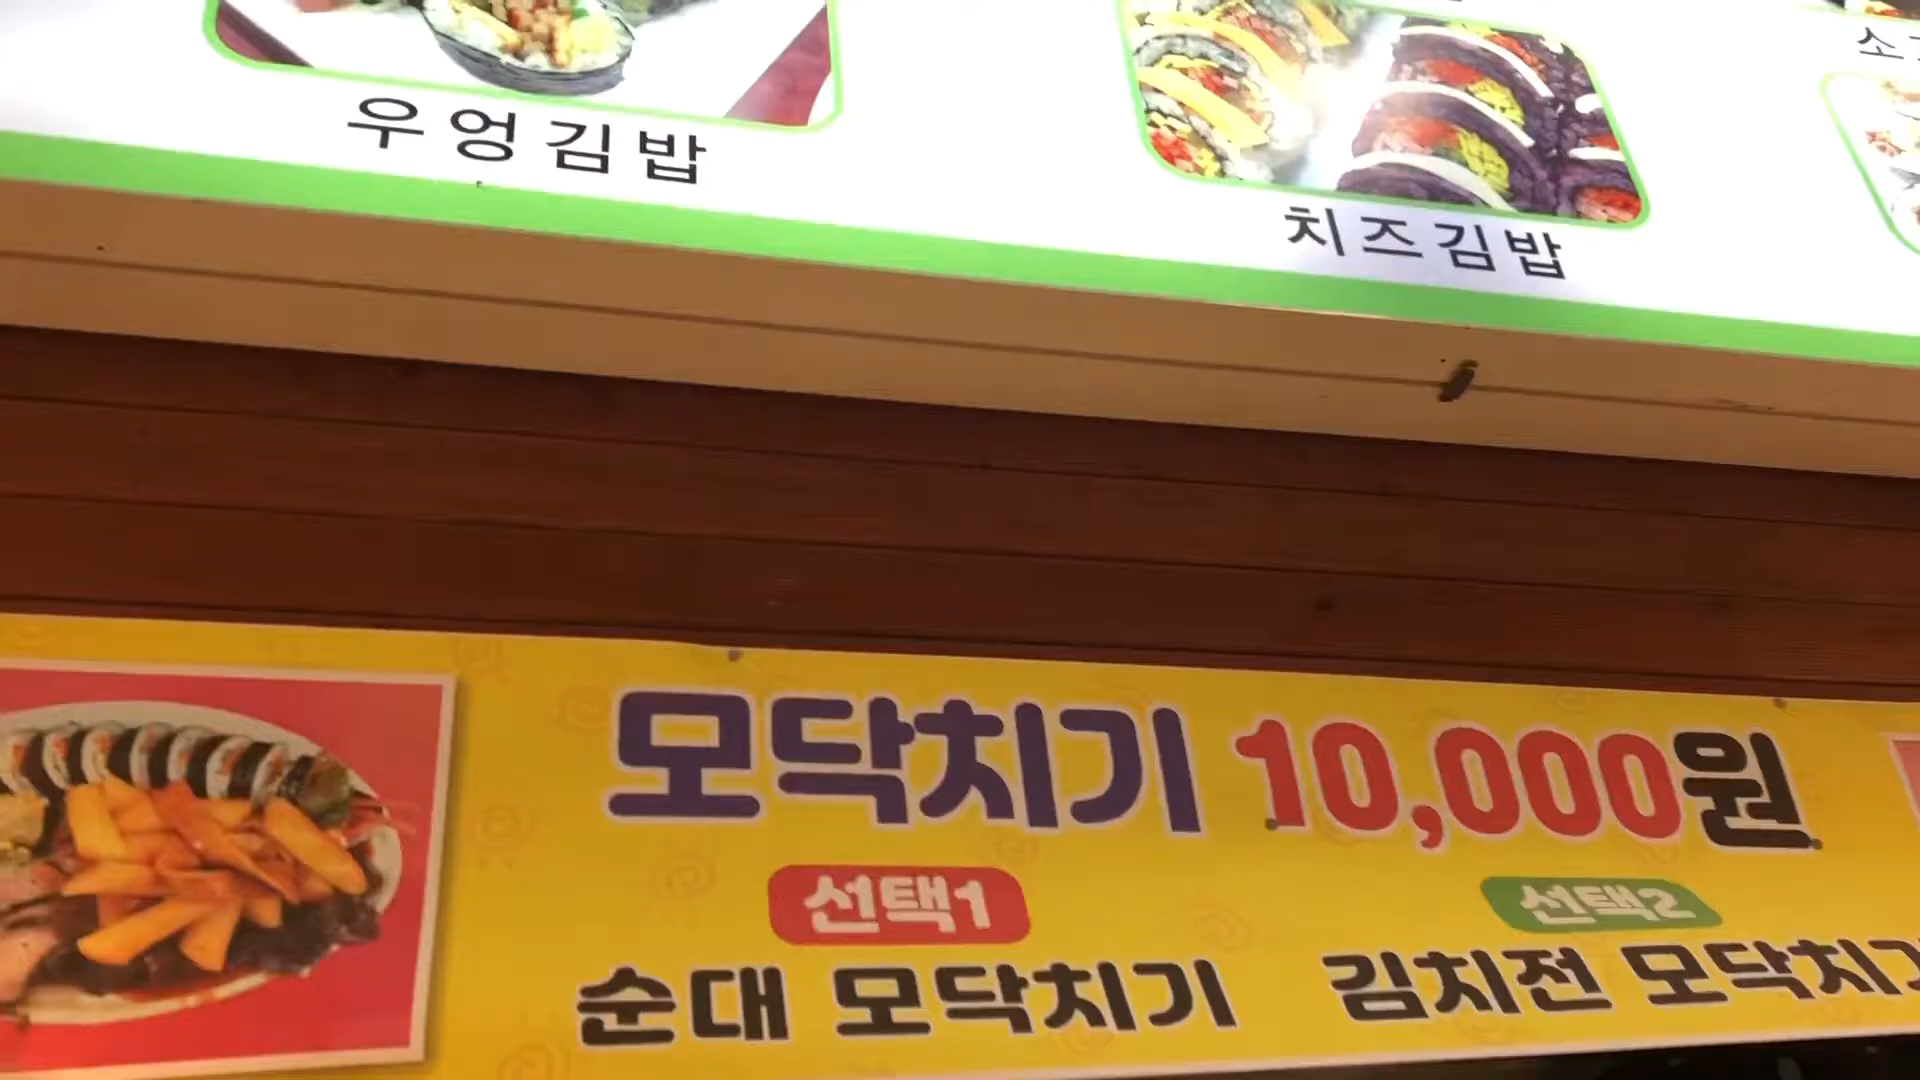 우엉김밥
치즈김밥
모닥치기 10,000원
선택1
선택2
순대 모닥치기
김치전 모닥치기